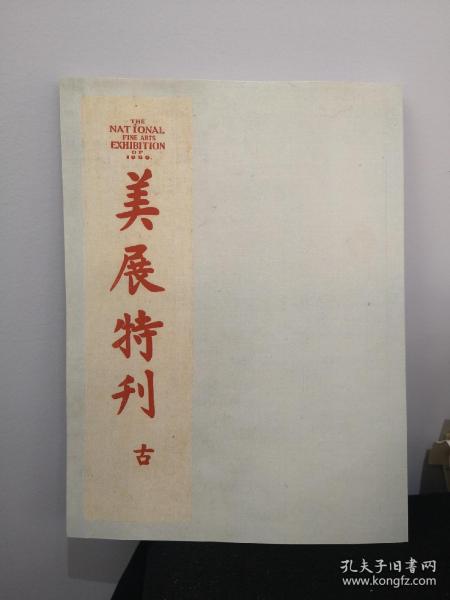 THE
NATIONAL
FINE ARTS
EXHIBITION
OF
1929.
美展特刊
古
孔夫子旧书网
www.kongfz.com